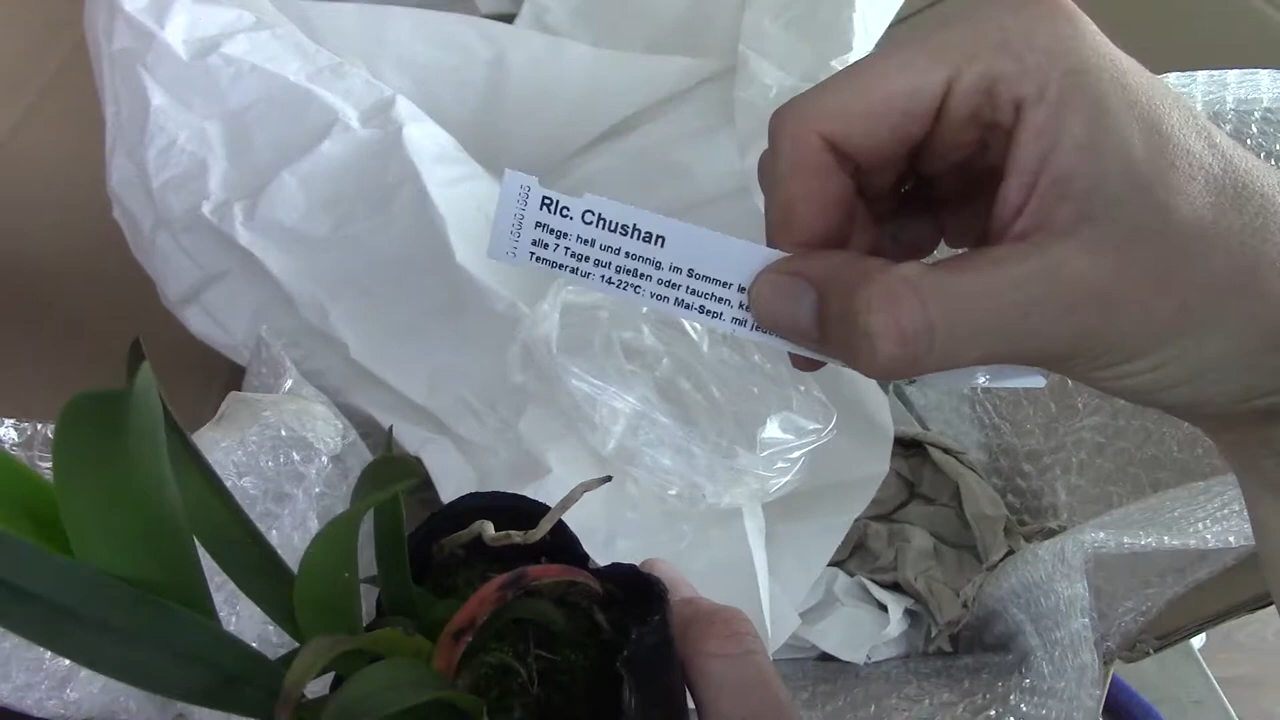 Rlc. Chushan
Pflege: hell und sonnig, im Sommer
alle 7 Tage gut gießen oder tauchen,
Temperatur: 14-22°C; von Mai-Sept. mit